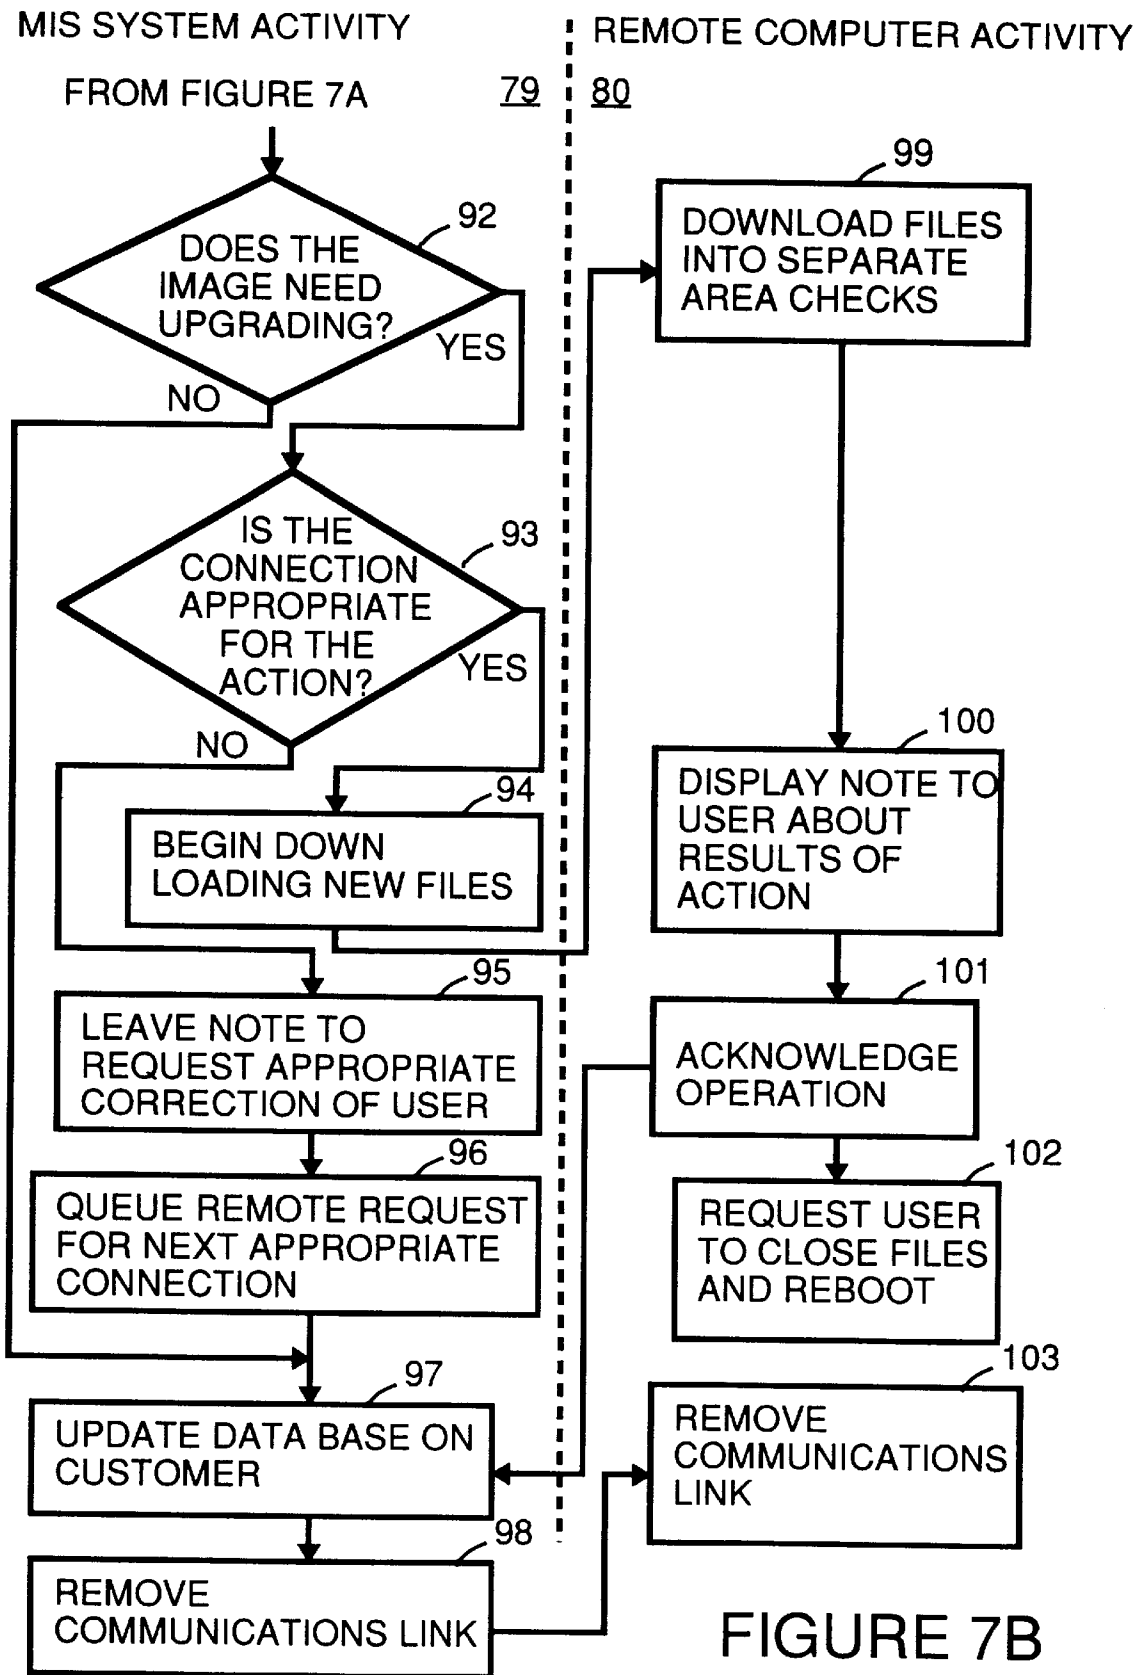 MIS SYSTEM ACTIVITY
REMOTE COMPUTER ACTIVITY
FROM FIGURE 7A
79
80
92
DOES THE
IMAGE NEED
UPGRADING?
YES
NO
93
IS THE
CONNECTION
APPROPRIATE
FOR THE
ACTION?
YES
NO
94
BEGIN DOWN
LOADING NEW FILES
95
LEAVE NOTE TO
REQUEST APPROPRIATE
CORRECTION OF USER
96
QUEUE REMOTE REQUEST
FOR NEXT APPROPRIATE
CONNECTION
97
UPDATE DATA BASE ON
CUSTOMER
98
REMOVE
COMMUNICATIONS LINK
99
DOWNLOAD FILES
INTO SEPARATE
AREA CHECKS
100
DISPLAY NOTE TO
USER ABOUT
RESULTS OF
ACTION
101
ACKNOWLEDGE
OPERATION
102
REQUEST USER
TO CLOSE FILES
AND REBOOT
103
REMOVE
COMMUNICATIONS
LINK
FIGURE 7B